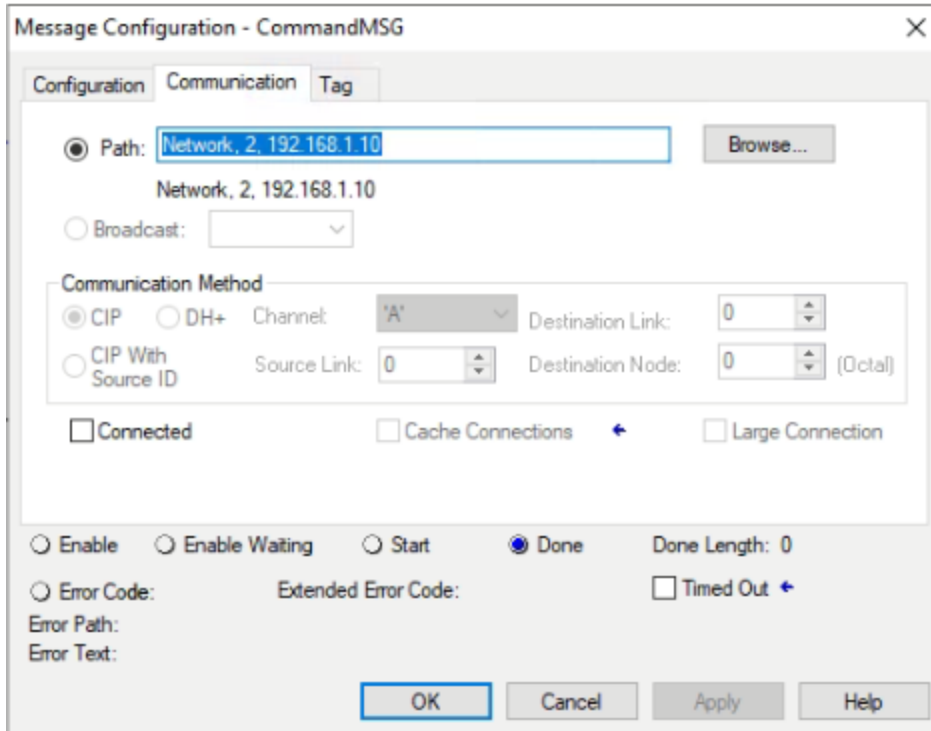 Message Configuration - CommandMSG
Configuration Communication Tag
Path: Network, 2, 192.168.1.10 Browse...
Network, 2, 192.168.1.10
Broadcast:
Communication Method
CIP DH+ Channel: 'A' Destination Link: 0
CIP With Source ID Source Link: 0 Destination Node: 0 (Octal)
Connected Cache Connections Large Connection
Enable Enable Waiting Start Done Done Length: 0
Error Code: Extended Error Code: Timed Out
Error Path:
Error Text:
OK Cancel Apply Help